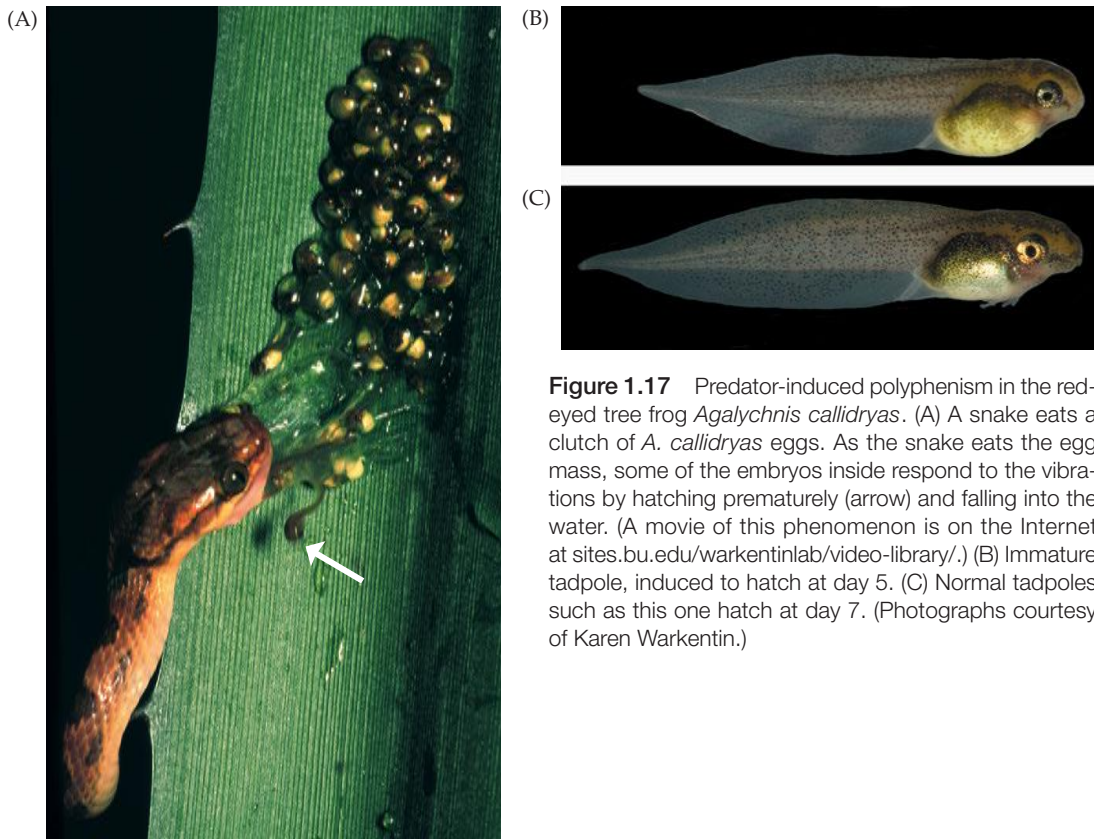 (A)
(B)
(C)
Figure 1.17 Predator-induced polyphenism in the red-
eyed tree frog Agalychnis callidryas. (A) A snake eats a
clutch of A. callidryas eggs. As the snake eats the egg
mass, some of the embryos inside respond to the vibra-
tions by hatching prematurely (arrow) and falling into the
water. (A movie of this phenomenon is on the Internet
at sites.bu.edu/warkentinlab/video-library/.) (B) Immature
tadpole, induced to hatch at day 5. (C) Normal tadpoles
such as this one hatch at day 7. (Photographs courtesy
of Karen Warkentin.)